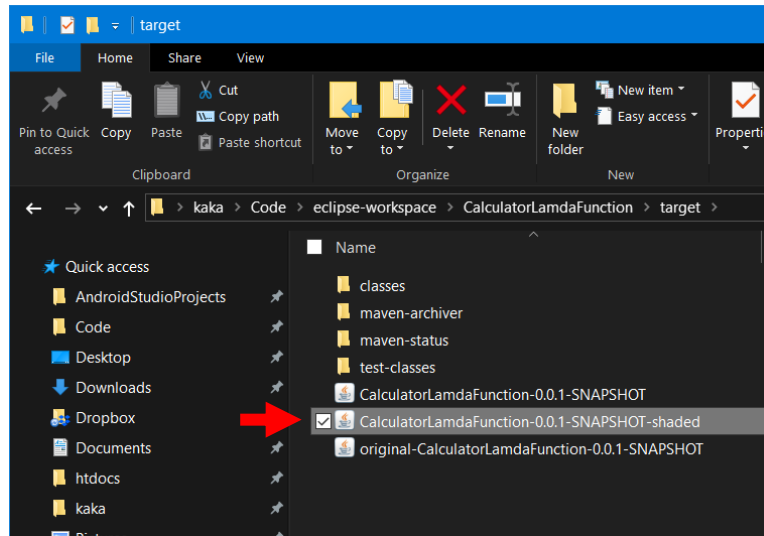 target
File Home Share View
Pin to Quick access
Copy
Paste
Cut
Copy path
Paste shortcut
Clipboard
Move to
Copy to
Delete
Rename
Organize
New folder
New item
Easy access
New
Properti
kaka > Code > eclipse-workspace > CalculatorLamdaFunction > target >
Quick access
AndroidStudioProjects
Code
Desktop
Downloads
Dropbox
Documents
htdocs
kaka
Name
classes
maven-archiver
maven-status
test-classes
CalculatorLamdaFunction-0.0.1-SNAPSHOT
CalculatorLamdaFunction-0.0.1-SNAPSHOT-shaded
original-CalculatorLamdaFunction-0.0.1-SNAPSHOT